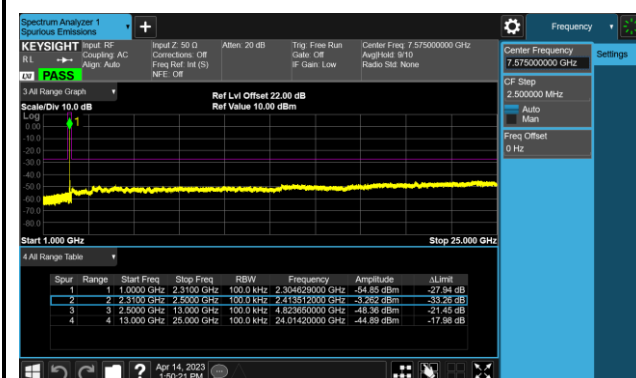 Spectrum Analyzer 1
Spurious Emissions
+
Frequency
KEYSIGHT Input: RF Input Z: 50 Ω Atten: 20 dB Trig: Free Run Center Freq: 7.575000000 GHz
RL Coupling: AC Corrections: Off Gate: Off Avg|Hold: 9/10
Align: Auto Freq Ref: Int (S) IF Gain: Low Radio Std: None
NFE: Off
LXI PASS
Center Frequency
7.575000000 GHz
Settings
CF Step
2.500000 MHz
Auto
Man
Freq Offset
0 Hz
3 All Range Graph
Ref Lvl Offset 22.00 dB
Scale/Div 10.0 dB Ref Value 10.00 dBm
Log
1
0.00
-10.0
-20.0
-30.0
-40.0
-50.0
-60.0
-70.0
-80.0
Start 1.000 GHz Stop 25.000 GHz
4 All Range Table
Spur Range Start Freq Stop Freq RBW Frequency Amplitude ΔLimit
1 1 1.0000 GHz 2.3100 GHz 100.0 kHz 2.304629000 GHz -54.85 dBm -27.94 dB
2 2 2.3100 GHz 2.5000 GHz 100.0 kHz 2.413512000 GHz -3.262 dBm -33.26 dB
3 3 2.5000 GHz 13.000 GHz 100.0 kHz 4.823650000 GHz -48.36 dBm -21.45 dB
4 4 13.000 GHz 25.000 GHz 100.0 kHz 24.01420000 GHz -44.89 dBm -17.98 dB
? Apr 14, 2023
1:50:21 PM